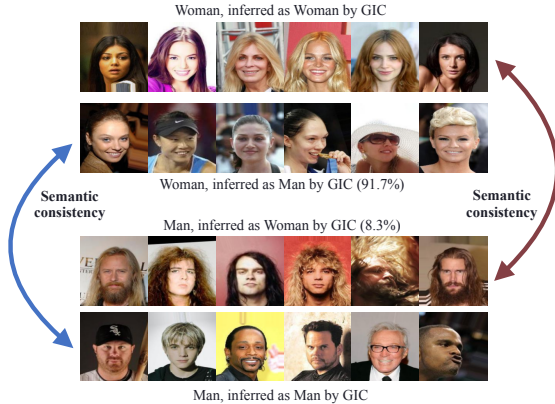 Woman, inferred as Woman by GIC
Woman, inferred as Man by GIC (91.7%)
Semantic
consistency
Semantic
consistency
Man, inferred as Woman by GIC (8.3%)
Man, inferred as Man by GIC